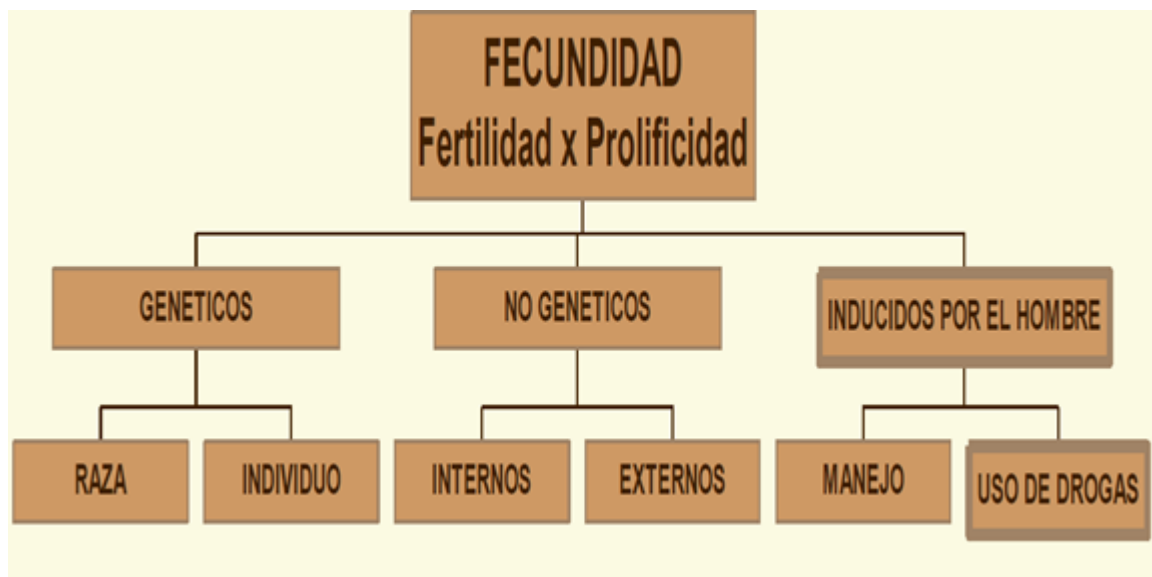 FECUNDIDAD
Fertilidad x Prolificidad
GENETICOS
NO GENETICOS
INDUCIDOS POR EL HOMBRE
RAZA
INDIVIDUO
INTERNOS
EXTERNOS
MANEJO
USO DE DROGAS